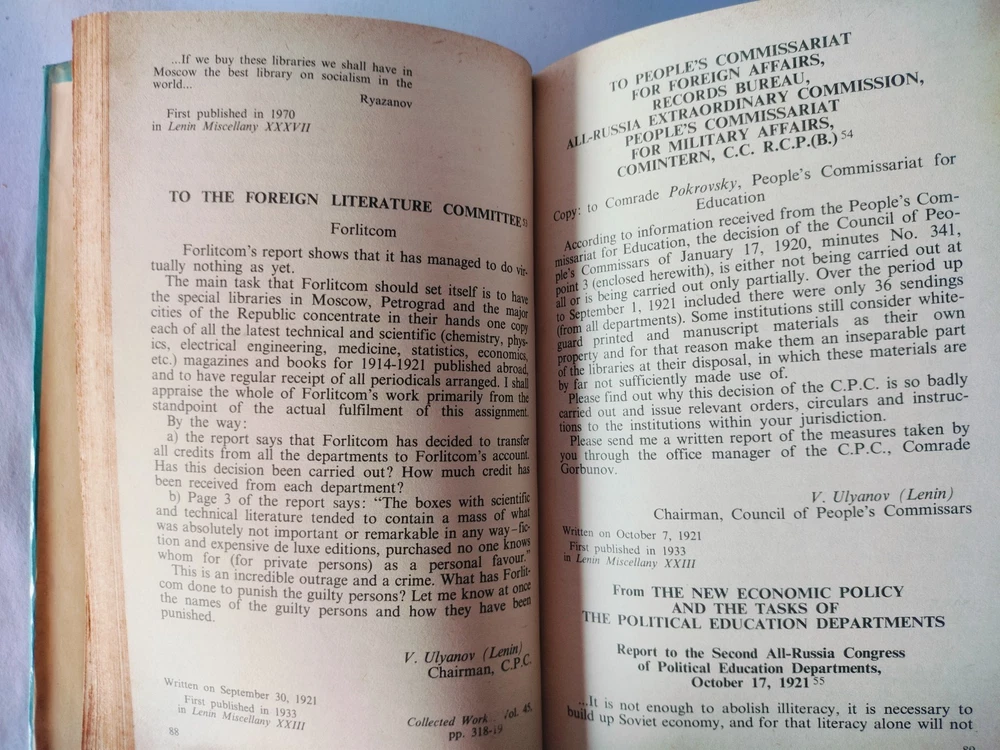 ...If we buy these libraries we shall have in
Moscow the best library on socialism in the
world...
Ryazanov
First published in 1970
in Lenin Miscellany XXXVII
TO THE FOREIGN LITERATURE COMMITTEE 53
Forlitcom
Forlitcom's report shows that it has managed to do vir-
tually nothing as yet.
The main task that Forlitcom should set itself is to have
the special libraries in Moscow, Petrograd and the major
cities of the Republic concentrate in their hands one copy
each of all the latest technical and scientific (chemistry, phys-
ics, electrical engineering, medicine, statistics, economics,
etc.) magazines and books for 1914-1921 published abroad,
and to have regular receipt of all periodicals arranged. I shall
appraise the whole of Forlitcom's work primarily from the
standpoint of the actual fulfilment of this assignment.
By the way:
a) the report says that Forlitcom has decided to transfer
all credits from all the departments to Forlitcom's account.
Has this decision been carried out? How much credit has
been received from each department?
b) Page 3 of the report says: “The boxes with scientific
and technical literature tended to contain a mass of what
was absolutely not important or remarkable in any way—fic-
tion and expensive de luxe editions, purchased no one knows
whom for (for private persons) as a personal favour.”
This is an incredible outrage and a crime. What has Forlit-
com done to punish the guilty persons? Let me know at once
the names of the guilty persons and how they have been
punished.
V. Ulyanov (Lenin)
Chairman, C.P.C.
Written on September 30, 1921
First published in 1933
in Lenin Miscellany XXIII
Collected Vol. 45,
pp. 318-19
88
TO PEOPLE'S COMMISSARIAT
FOR FOREIGN AFFAIRS,
RECORDS BUREAU,
ALL-RUSSIA EXTRAORDINARY COMMISSION,
PEOPLE'S COMMISSARIAT
FOR MILITARY AFFAIRS,
COMINTERN, C.C. R.C.P.(B.) 54
Copy: to Comrade Pokrovsky, People's Commissariat for
Education
According to information received from the People's Com-
missariat for Education, the decision of the Council of Peo-
ple's Commissars of January 17, 1920, minutes No. 341,
point 3 (enclosed herewith), is either not being carried out at
all or is being carried out only partially. Over the period up
to September 1, 1921 included there were only 36 sendings
(from all departments). Some institutions still consider white-
guard printed and manuscript materials as their own
property and for that reason make them an inseparable part
of the libraries at their disposal, in which these materials are
by far not sufficiently made use of.
Please find out why this decision of the C.P.C. is so badly
carried out and issue relevant orders, circulars and instruc-
tions to the institutions within your jurisdiction.
Please send me a written report of the measures taken by
you through the office manager of the C.P.C., Comrade
Gorbunov.
V. Ulyanov (Lenin)
Chairman, Council of People's Commissars
Written on October 7, 1921
First published in 1933
in Lenin Miscellany XXIII
From THE NEW ECONOMIC POLICY
AND THE TASKS OF
THE POLITICAL EDUCATION DEPARTMENTS
Report to the Second All-Russia Congress
of Political Education Departments,
October 17, 1921 55
...It is not enough to abolish illiteracy, it is necessary to
build up Soviet economy, and for that literacy alone will not